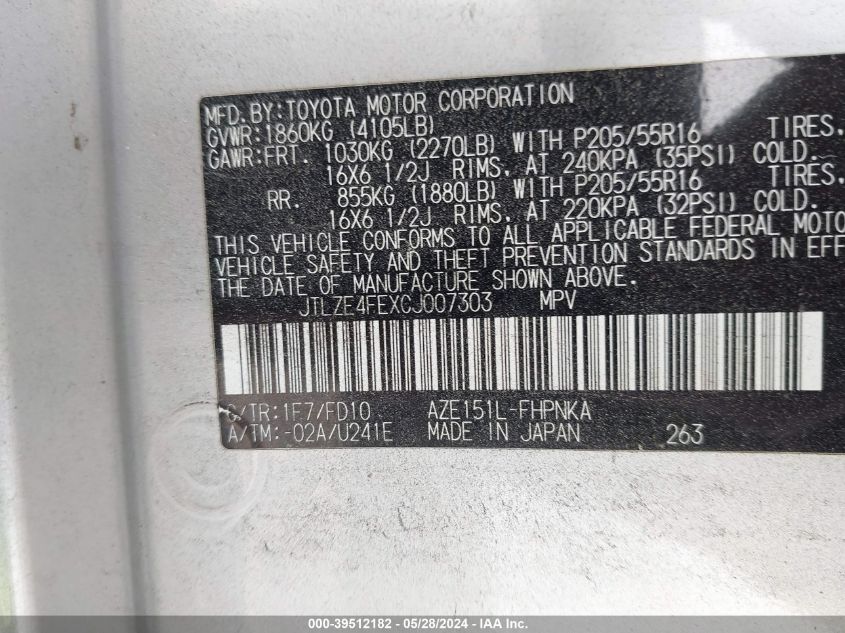 MFD.BY:TOYOTA MOTOR CORPORATION
GVWR:1860KG (4105LB)
GAWR:FRT. 1030KG (2270LB) WITH P205/55R16 TIRES.
16X6 1/2J RIMS. AT 240KPA (35PSI) COLD.
RR. 855KG (1880LB) WITH P205/55R16 TIRES.
16X6 1/2J RIMS. AT 220KPA (32PSI) COLD.
THIS VEHICLE CONFORMS TO ALL APPLICABLE FEDERAL MOTO
VEHICLE SAFETY AND THEFT PREVENTION STANDARDS IN EFF
THE DATE OF MANUFACTURE SHOWN ABOVE.
JTLZE4FEXCJ007303 MPV
C/TR:1F7/FD10 AZE151L-FHPNKA
A/TM:-02A/U241E MADE IN JAPAN 263
000-39512182 - 05/28/2024 - IAA Inc.